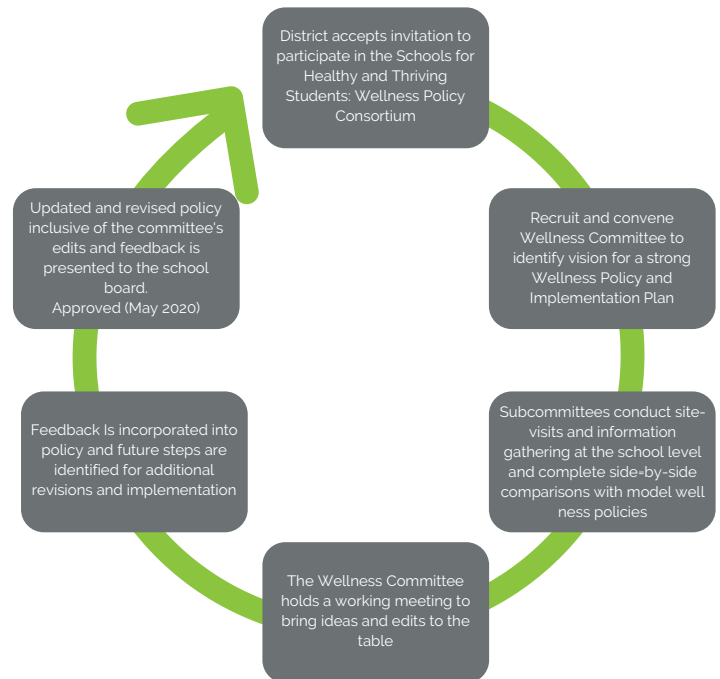 District accepts invitation to
participate in the Schools for
Healthy and Thriving
Students: Wellness Policy
Consortium
Recruit and convene
Wellness Committee to
identify vision for a strong
Wellness Policy and
Implementation Plan
Subcommittees conduct site-
visits and information
gathering at the school level
and complete side=by-side
comparisons with model well
ness policies
The Wellness Committee
holds a working meeting to
bring ideas and edits to the
table
Feedback Is incorporated into
policy and future steps are
identified for additional
revisions and implementation
Updated and revised policy
inclusive of the committee's
edits and feedback is
presented to the school
board.
Approved (May 2020)